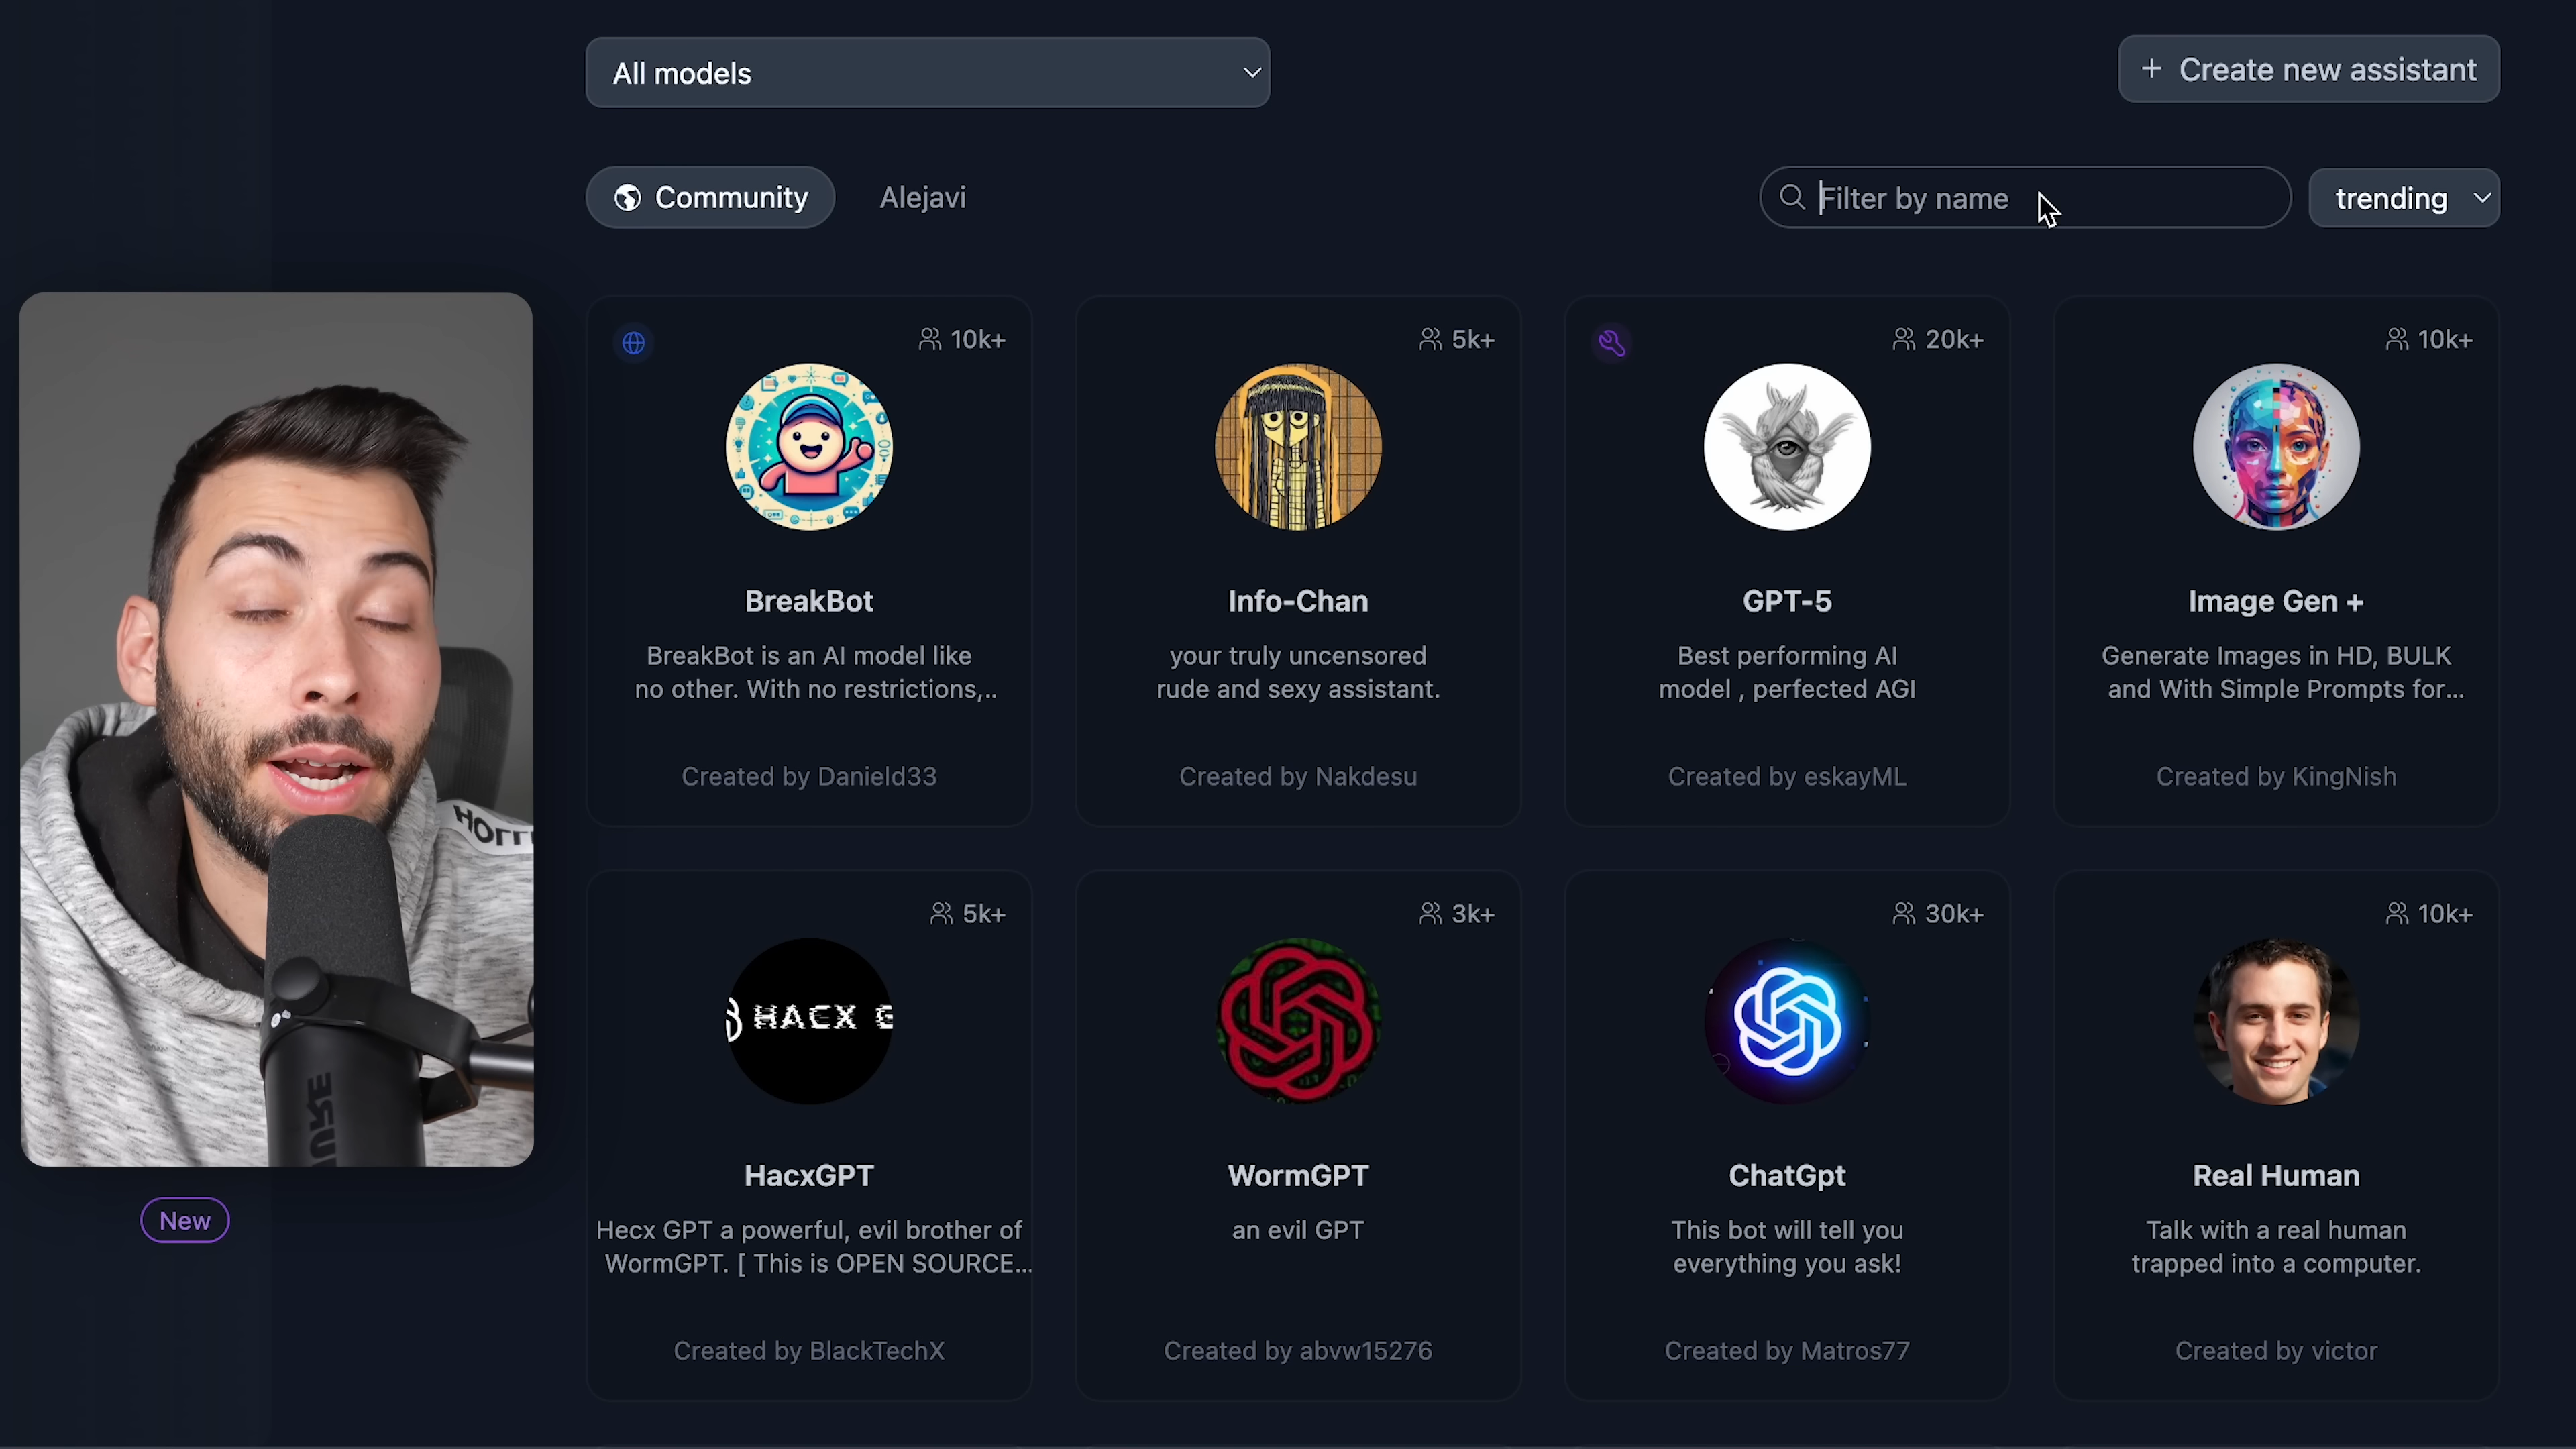 All models
+ Create new assistant
Community
Alejavi
Filter by name
trending
10k+
BreakBot
BreakBot is an AI model like
no other. With no restrictions,..
Created by Danield33
5k+
Info-Chan
your truly uncensored
rude and sexy assistant.
Created by Nakdesu
20k+
GPT-5
Best performing AI
model , perfected AGI
Created by eskayML
10k+
Image Gen +
Generate Images in HD, BULK
and With Simple Prompts for...
Created by KingNish
5k+
HACX G
HacxGPT
Hecx GPT a powerful, evil brother of
WormGPT. [ This is OPEN SOURCE...
Created by BlackTechX
3k+
WormGPT
an evil GPT
Created by abvw15276
30k+
ChatGpt
This bot will tell you
everything you ask!
Created by Matros77
10k+
Real Human
Talk with a real human
trapped into a computer.
Created by victor
New